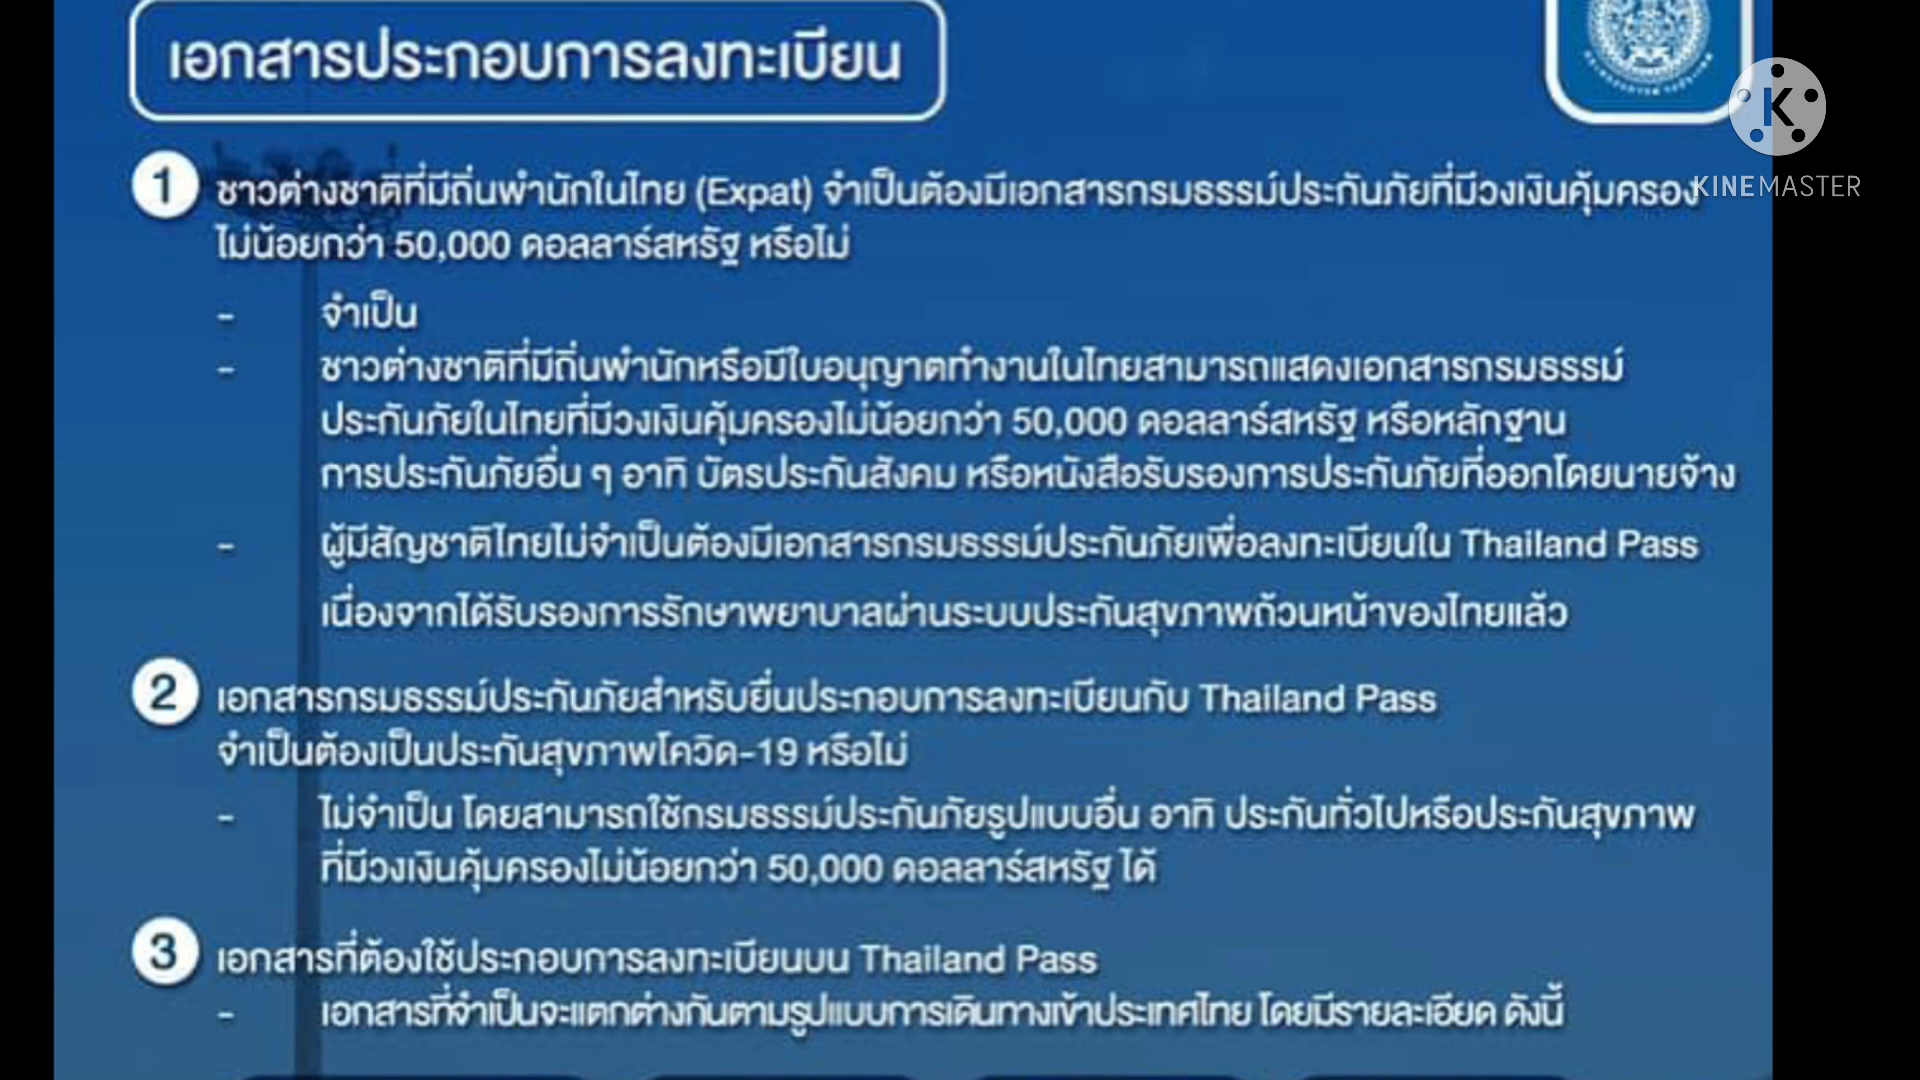 เอกสารประกอบการลงทะเบียน
KINEMASTER
1 ชาวต่างชาติที่มีถิ่นพำนักในไทย (Expat) จำเป็นต้องมีเอกสารกรมธรรม์ประกันภัยที่มีวงเงินคุ้มครอง
ไม่น้อยกว่า 50,000 ดอลลาร์สหรัฐ หรือไม่
- จำเป็น
- ชาวต่างชาติที่มีถิ่นพำนักหรือมีใบอนุญาตทำงานในไทยสามารถแสดงเอกสารกรมธรรม์
ประกันภัยในไทยที่มีวงเงินคุ้มครองไม่น้อยกว่า 50,000 ดอลลาร์สหรัฐ หรือหลักฐาน
การประกันภัยอื่น ๆ อาทิ บัตรประกันสังคม หรือหนังสือรับรองการประกันภัยที่ออกโดยนายจ้าง
- ผู้มีสัญชาติไทยไม่จำเป็นต้องมีเอกสารกรมธรรม์ประกันภัยเพื่อลงทะเบียนใน Thailand Pass
เนื่องจากได้รับรองการรักษาพยาบาลผ่านระบบประกันสุขภาพถ้วนหน้าของไทยแล้ว
2 เอกสารกรมธรรม์ประกันภัยสำหรับยื่นประกอบการลงทะเบียนกับ Thailand Pass
จำเป็นต้องเป็นประกันสุขภาพโควิด-19 หรือไม่
- ไม่จำเป็น โดยสามารถใช้กรมธรรม์ประกันภัยรูปแบบอื่น อาทิ ประกันทั่วไปหรือประกันสุขภาพ
ที่มีวงเงินคุ้มครองไม่น้อยกว่า 50,000 ดอลลาร์สหรัฐ ได้
3 เอกสารที่ต้องใช้ประกอบการลงทะเบียนบน Thailand Pass
- เอกสารที่จำเป็นจะแตกต่างกันตามรูปแบบการเดินทางเข้าประเทศไทย โดยมีรายละเอียด ดังนี้